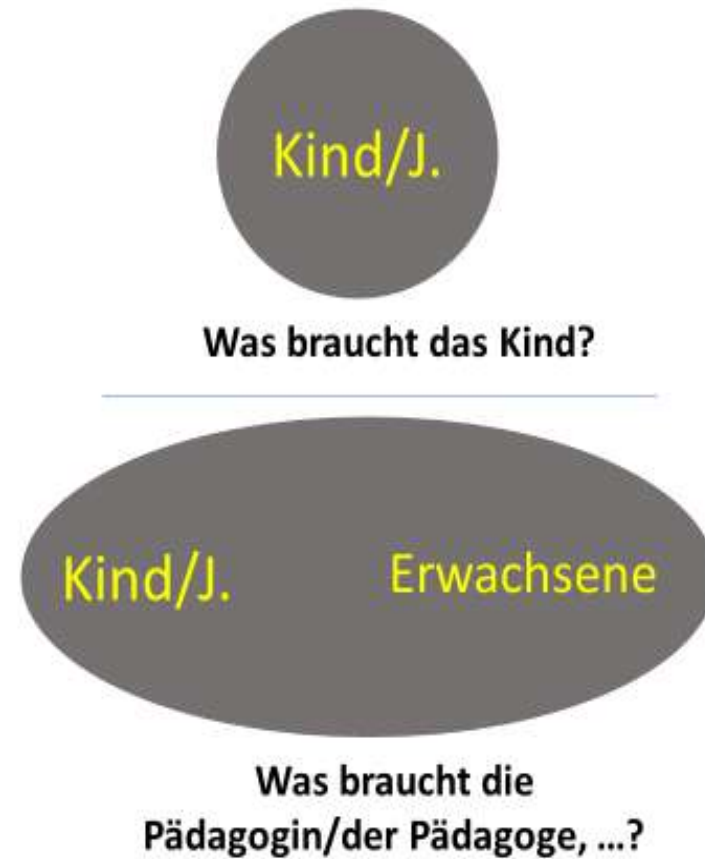 Kind/J.
Was braucht das Kind?
Kind/J. Erwachsene
Was braucht die
Pädagogin/der Pädagoge, ...?